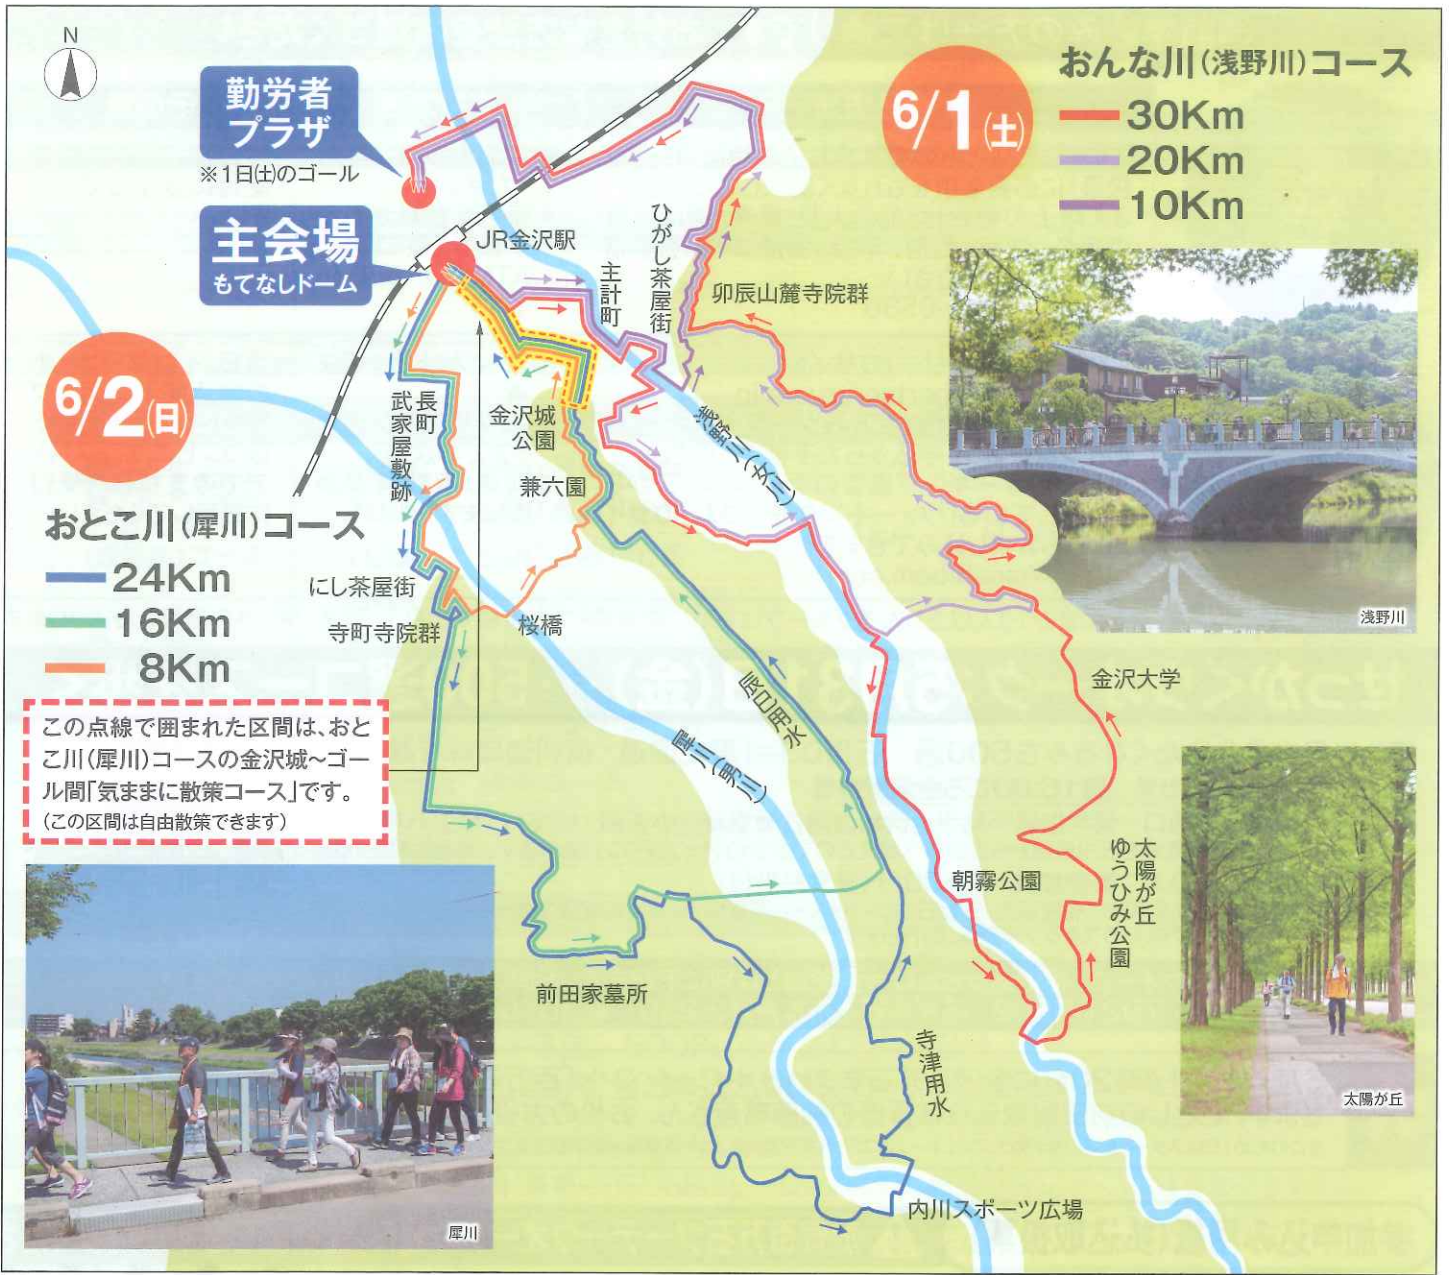 N
勤労者
プラザ
※1日(土)のゴール
主会場
もてなしドーム
JR金沢駅
6/1(土)
おんな川(浅野川)コース
30Km
20Km
10Km
浅野川
ひがし茶屋街
主計町
卯辰山麓寺院群
6/2(日)
おとこ川(犀川)コース
24Km
16Km
8Km
長町
武家屋敷跡
金沢城
公園
兼六園
浅野川(女川)
にし茶屋街
寺町寺院群
桜橋
辰巳用水
犀川(男川)
金沢大学
この点線で囲まれた区間は、おと
こ川(犀川)コースの金沢城～ゴー
ル間「気ままに散策コース」です。
(この区間は自由散策できます)
朝霧公園
太陽が丘
ゆうひみ公園
前田家墓所
寺津用水
内川スポーツ広場
犀川
太陽が丘